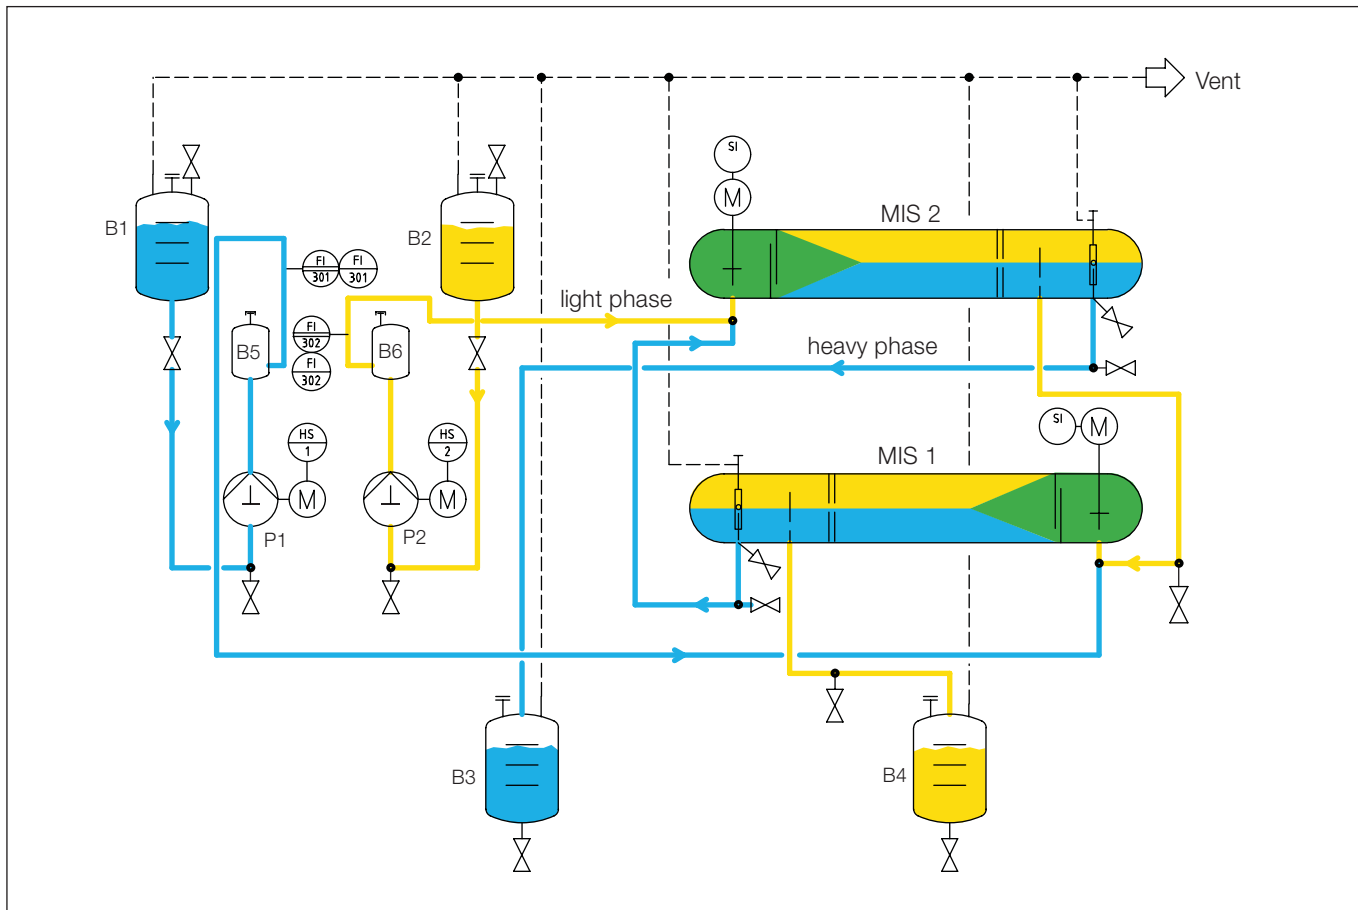 Vent
SI
M
MIS 2
B1
B2
FI
301
FI
301
light phase
FI
302
FI
302
B5
B6
heavy phase
SI
M
HS
1
HS
2
MIS 1
M
M
P1
P2
B3
B4